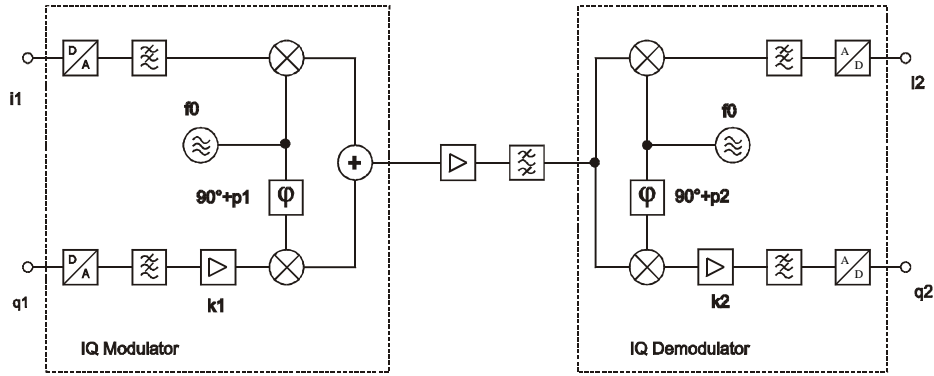 D
A
i1
f0
90°+p1
φ
+
D
A
q1
k1
IQ Modulator
A
D
I2
f0
φ
90°+p2
k2
A
D
q2
IQ Demodulator